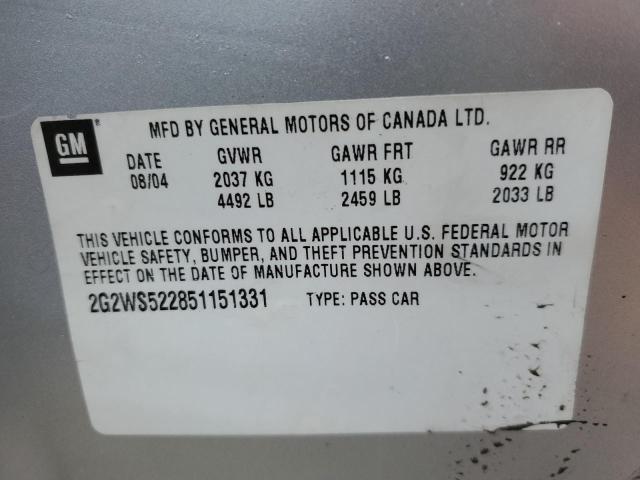 GM®
MFD BY GENERAL MOTORS OF CANADA LTD.
DATE GVWR GAWR FRT GAWR RR
08/04 2037 KG 1115 KG 922 KG
4492 LB 2459 LB 2033 LB
THIS VEHICLE CONFORMS TO ALL APPLICABLE U.S. FEDERAL MOTOR
VEHICLE SAFETY, BUMPER, AND THEFT PREVENTION STANDARDS IN
EFFECT ON THE DATE OF MANUFACTURE SHOWN ABOVE.
2G2WS522851151331 TYPE: PASS CAR